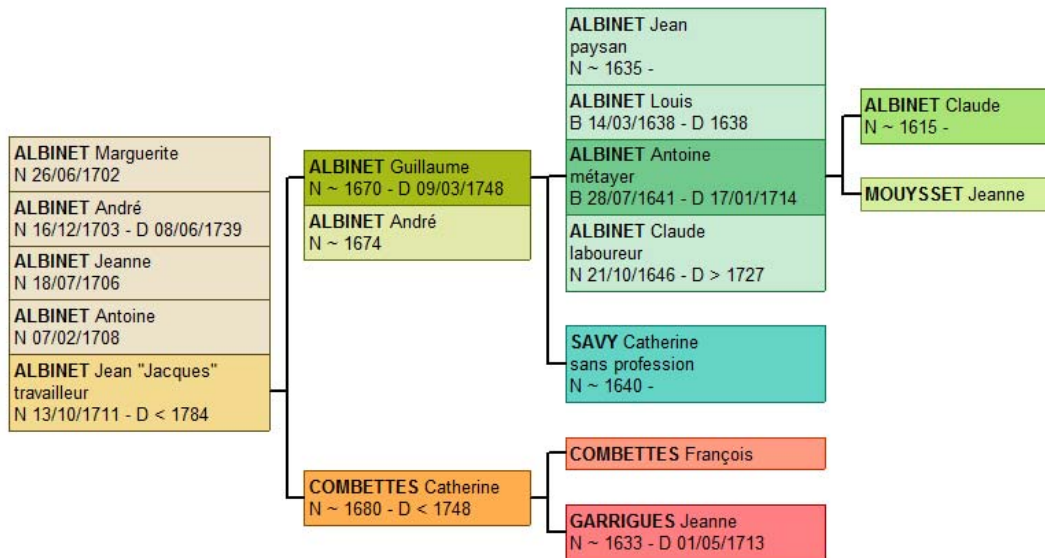 ALBINET Marguerite
N 26/06/1702
ALBINET André
N 16/12/1703 - D 08/06/1739
ALBINET Jeanne
N 18/07/1706
ALBINET Antoine
N 07/02/1708
ALBINET Jean "Jacques"
travailleur
N 13/10/1711 - D < 1784
ALBINET Guillaume
N ~ 1670 - D 09/03/1748
ALBINET André
N ~ 1674
COMBETTES Catherine
N ~ 1680 - D < 1748
ALBINET Jean
paysan
N ~ 1635 -
ALBINET Louis
B 14/03/1638 - D 1638
ALBINET Antoine
métayer
B 28/07/1641 - D 17/01/1714
ALBINET Claude
laboureur
N 21/10/1646 - D > 1727
SAVY Catherine
sans profession
N ~ 1640 -
COMBETTES François
GARRIGUES Jeanne
N ~ 1633 - D 01/05/1713
ALBINET Claude
N ~ 1615 -
MOUYSSET Jeanne